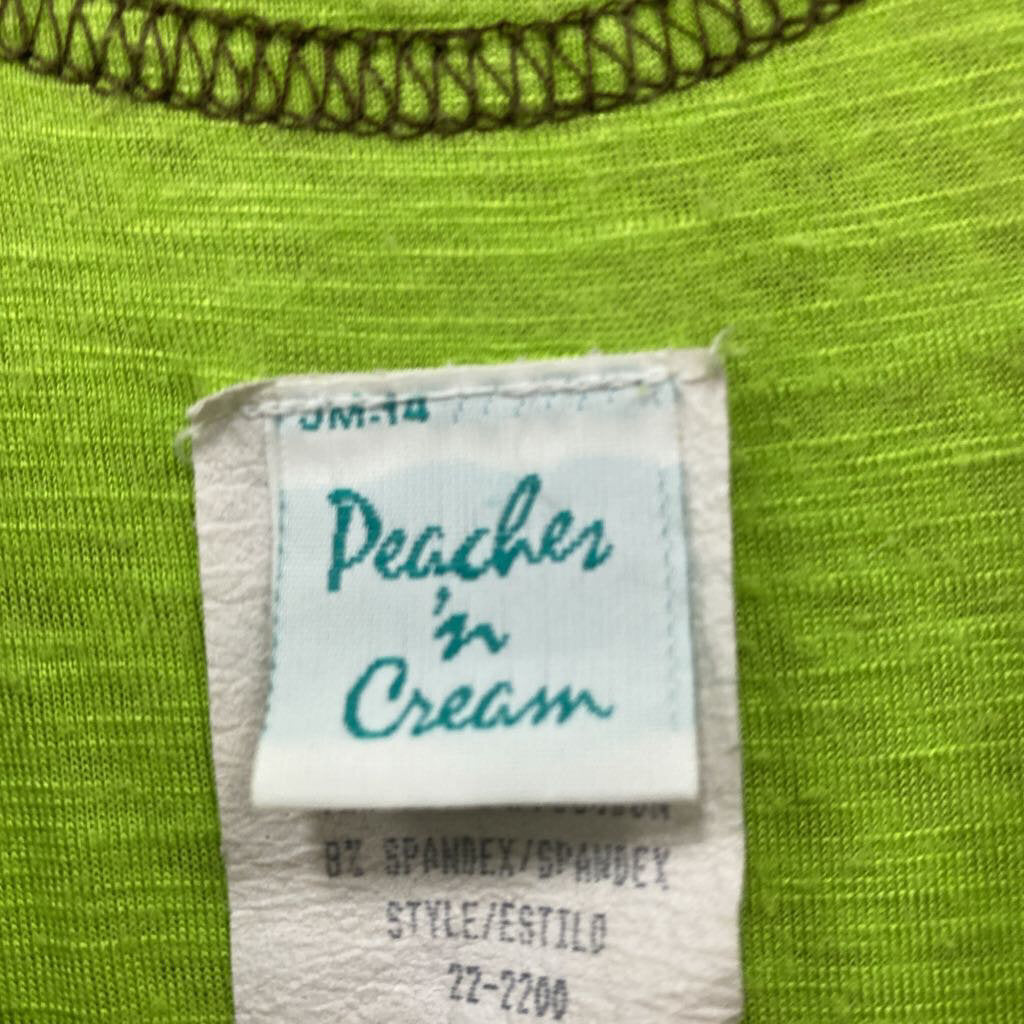 Peaches
'n
Cream
8% SPANDEX/SPANDEX
STYLE/ESTILO
22-2200